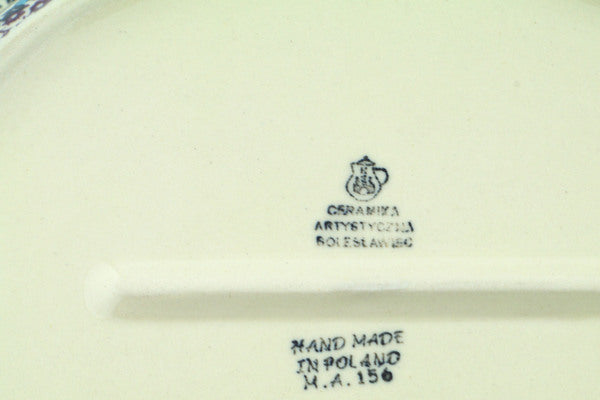 CERAMIKA
ARTYSTYCZNA
BOLESŁAWIEC
HAND MADE
IN POLAND
M.A. 156